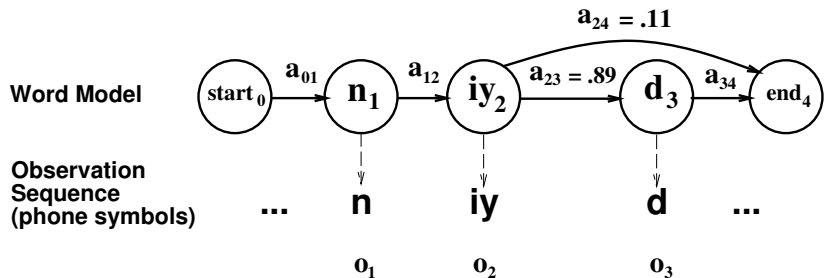 a24 = .11
a01 a12 a23 = .89 a34
Word Model start0 n1 iy2 d3 end4
Observation
Sequence
(phone symbols) ... n iy d ...
o1 o2 o3